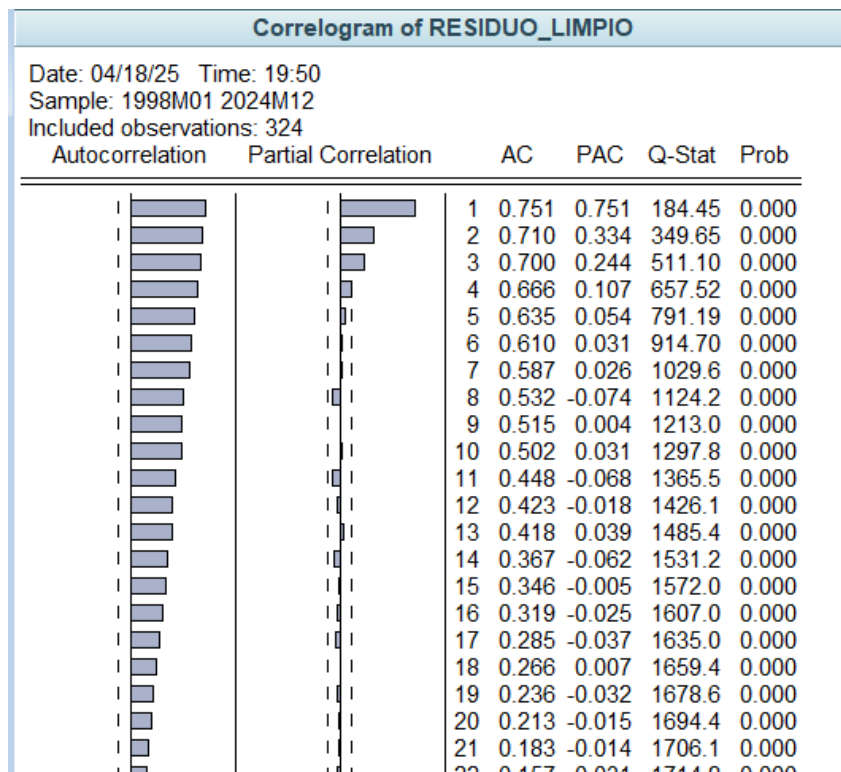 Correlogram of RESIDUO_LIMPIO
Date: 04/18/25 Time: 19:50
Sample: 1998M01 2024M12
Included observations: 324
Autocorrelation Partial Correlation AC PAC Q-Stat Prob
1 0.751 0.751 184.45 0.000
2 0.710 0.334 349.65 0.000
3 0.700 0.244 511.10 0.000
4 0.666 0.107 657.52 0.000
5 0.635 0.054 791.19 0.000
6 0.610 0.031 914.70 0.000
7 0.587 0.026 1029.6 0.000
8 0.532 -0.074 1124.2 0.000
9 0.515 0.004 1213.0 0.000
10 0.502 0.031 1297.8 0.000
11 0.448 -0.068 1365.5 0.000
12 0.423 -0.018 1426.1 0.000
13 0.418 0.039 1485.4 0.000
14 0.367 -0.062 1531.2 0.000
15 0.346 -0.005 1572.0 0.000
16 0.319 -0.025 1607.0 0.000
17 0.285 -0.037 1635.0 0.000
18 0.266 0.007 1659.4 0.000
19 0.236 -0.032 1678.6 0.000
20 0.213 -0.015 1694.4 0.000
21 0.183 -0.014 1706.1 0.000